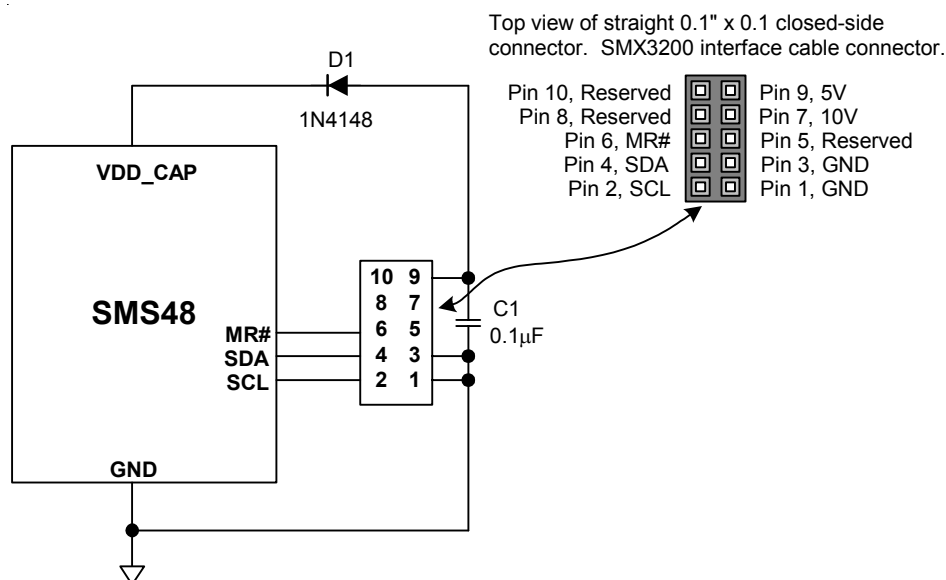 Top view of straight 0.1" x 0.1 closed-side
connector. SMX3200 interface cable connector.
D1
1N4148
Pin 10, Reserved
Pin 9, 5V
Pin 8, Reserved
Pin 7, 10V
Pin 6, MR#
Pin 5, Reserved
Pin 4, SDA
Pin 3, GND
Pin 2, SCL
Pin 1, GND
VDD_CAP
SMS48
MR#
SDA
SCL
GND
10 9
8 7
6 5
4 3
2 1
C1
0.1µF